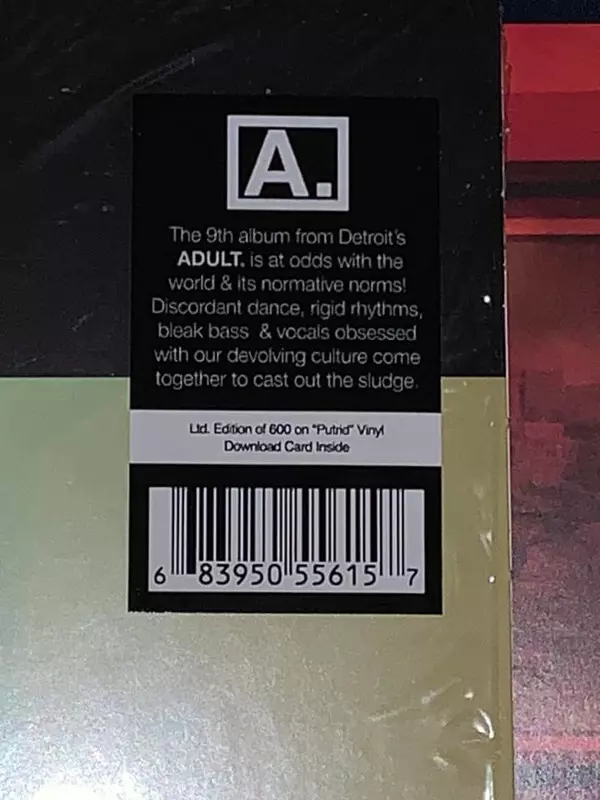 A.
The 9th album from Detroit's
ADULT. is at odds with the
world & its normative norms!
Discordant dance, rigid rhythms,
bleak bass & vocals obsessed
with our devolving culture come
together to cast out the sludge.
Ltd. Edition of 600 on "Putrid" Vinyl
Download Card Inside
6 83950 55615 7